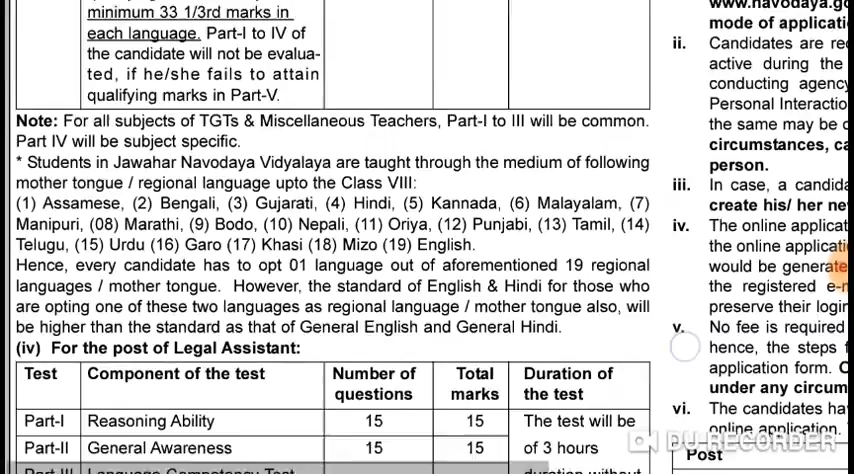 minimum 33 1/3rd marks in
each language. Part-I to IV of
the candidate will not be evalua-
ted, if he/she fails to attain
qualifying marks in Part-V.
Note: For all subjects of TGTs & Miscellaneous Teachers, Part-I to III will be common.
Part IV will be subject specific.
* Students in Jawahar Navodaya Vidyalaya are taught through the medium of following
mother tongue / regional language upto the Class VIII:
(1) Assamese, (2) Bengali, (3) Gujarati, (4) Hindi, (5) Kannada, (6) Malayalam, (7)
Manipuri, (08) Marathi, (9) Bodo, (10) Nepali, (11) Oriya, (12) Punjabi, (13) Tamil, (14)
Telugu, (15) Urdu (16) Garo (17) Khasi (18) Mizo (19) English.
Hence, every candidate has to opt 01 language out of aforementioned 19 regional
languages / mother tongue. However, the standard of English & Hindi for those who
are opting one of these two languages as regional language / mother tongue also, will
be higher than the standard as that of General English and General Hindi.
(iv) For the post of Legal Assistant:
Test Component of the test Number of questions Total marks Duration of the test
Part-I Reasoning Ability 15 15 The test will be
Part-II General Awareness 15 15 of 3 hours
Part-III Language Competency Test duration without
www.navodaya.go
mode of applicati
ii. Candidates are re
active during the
conducting agency
Personal Interactio
the same may be
circumstances, ca
person.
iii. In case, a candida
create his/ her ne
iv. The online applicat
the online applicati
would be generate
the registered e-
preserve their login
v. No fee is required
hence, the steps
application form.
under any circum
vi. The candidates ha
online application.
Post
DU RECORDER